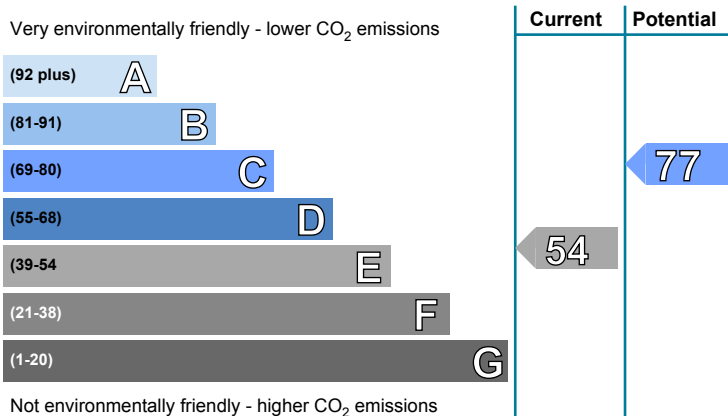 Current Potential
Very environmentally friendly - lower CO2 emissions
(92 plus) A
(81-91) B
(69-80) C
77
(55-68) D
(39-54 E
54
(21-38) F
(1-20) G
Not environmentally friendly - higher CO2 emissions